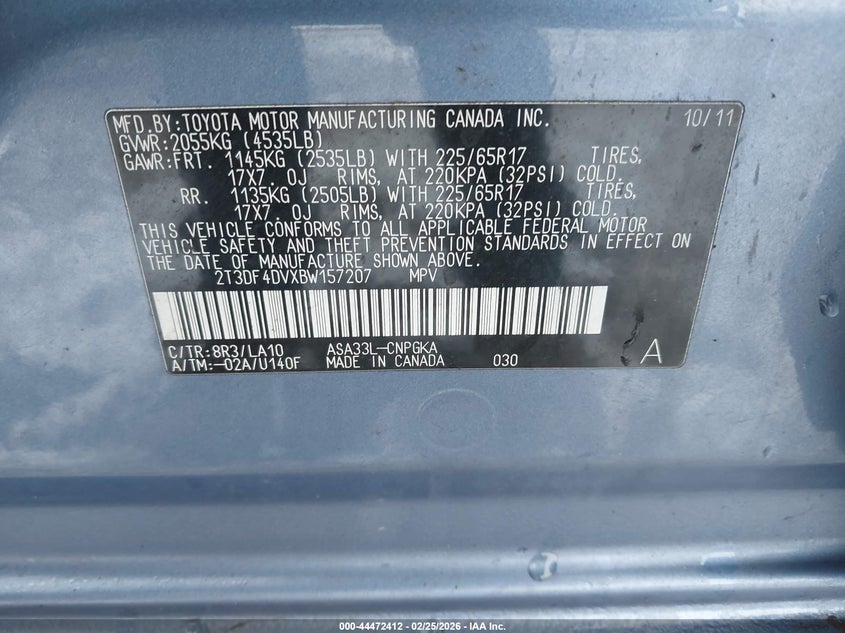 MFD.BY:TOYOTA MOTOR MANUFACTURING CANADA INC. 10/11
GVWR:2055KG (4535LB)
GAWR:FRT. 1145KG (2535LB) WITH 225/65R17 TIRES,
17X7.0J RIMS, AT 220KPA (32PSI) COLD.
RR. 1135KG (2505LB) WITH 225/65R17 TIRES,
17X7.0J RIMS, AT 220KPA (32PSI) COLD.
THIS VEHICLE CONFORMS TO ALL APPLICABLE FEDERAL MOTOR
VEHICLE SAFETY AND THEFT PREVENTION STANDARDS IN EFFECT ON
THE DATE OF MANUFACTURE SHOWN ABOVE.
2T3DF4DVXBW157207 MPV
C/TR:8R3/LA10 ASA33L-CNPGKA A
A/TM:-02A/U140F MADE IN CANADA 030
000-44472412 - 02/25/2026 - IAA Inc.